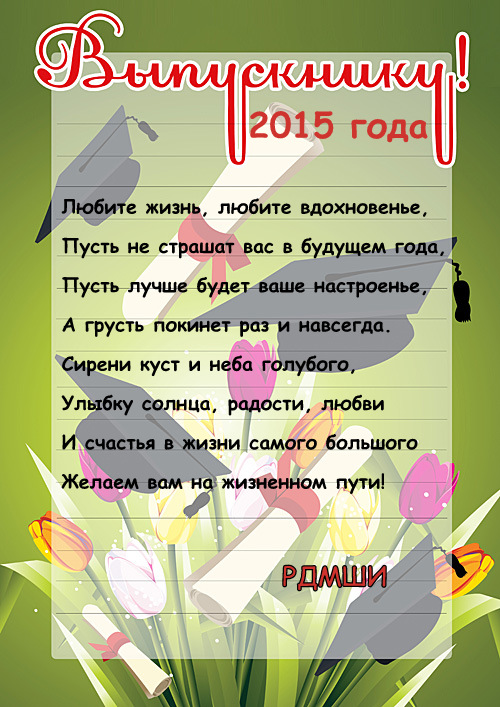 Выпускнику!
2015 года
Любите жизнь, любите вдохновенье,
Пусть не страшат вас в будущем года,
Пусть лучше будет ваше настроенье,
А грусть покинет раз и навсегда.
Сирени куст и неба голубого,
Улыбку солнца, радости, любви
И счастья в жизни самого большого
Желаем вам на жизненном пути!
РДМШИ